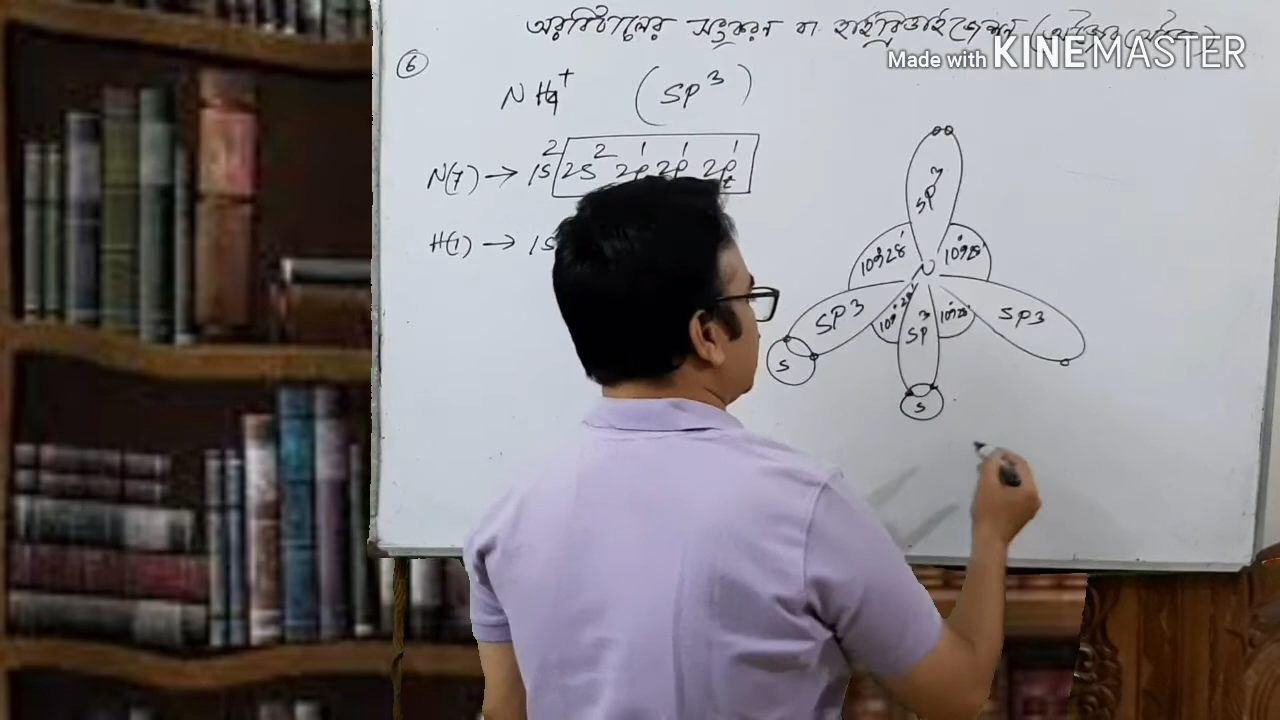 অরবিটালের সংকরণ বা হাইব্রিডাইজেশন
Made with KINEMASTER
6
NH4+ (SP3)
N(7) → 1S2 2S2 2P1 2P1 2P1
H(1) → 1S
SP3
109°28' 109°28'
N
SP3 SP3 SP3
109°28' 109°28'
S
S